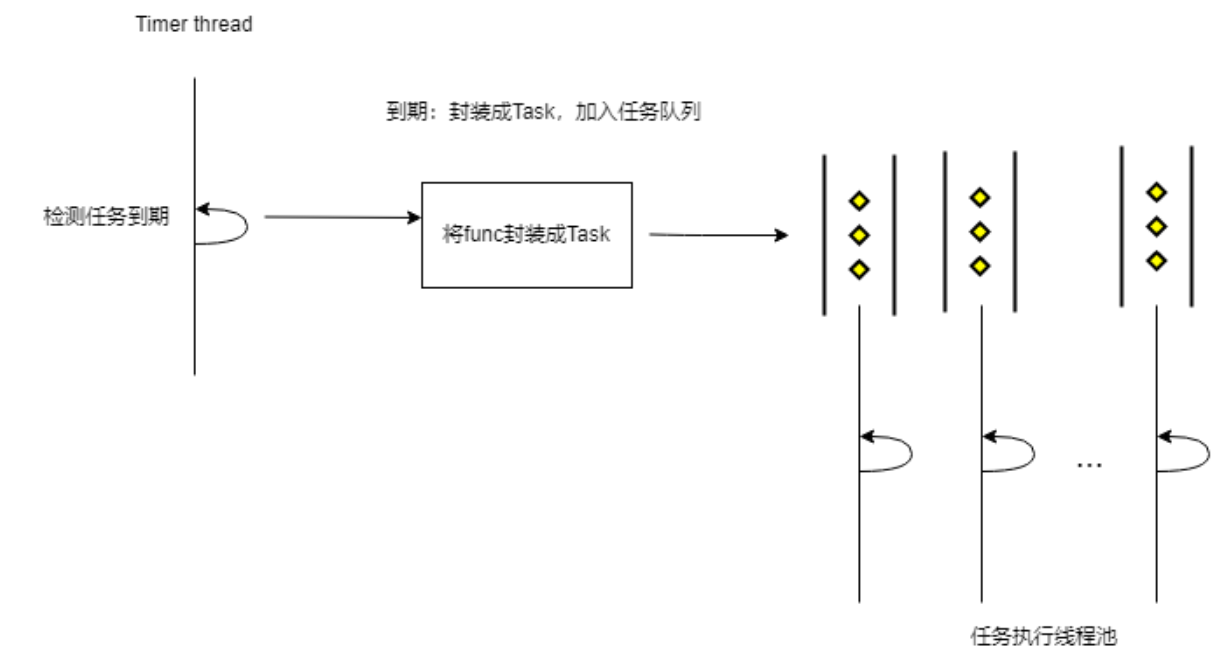 Timer thread
到期：封装成Task，加入任务队列
检测任务到期
将func封装成Task
...
任务执行线程池